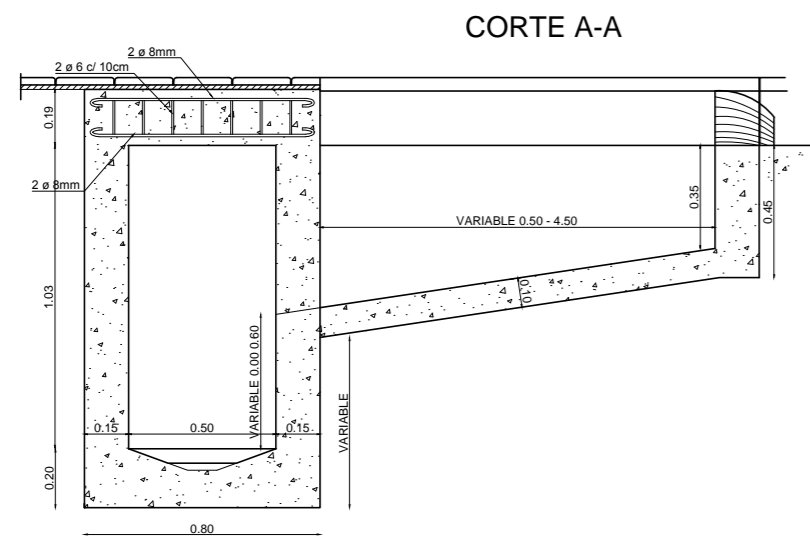 CORTE A-A
2 ø 8mm
2 ø 6 c/ 10cm
0.19
2 ø 8mm
0.35
0.45
VARIABLE 0.50 - 4.50
0.10
1.03
VARIABLE 0.00 0.60
VARIABLE
0.15
0.50
0.15
0.20
0.80